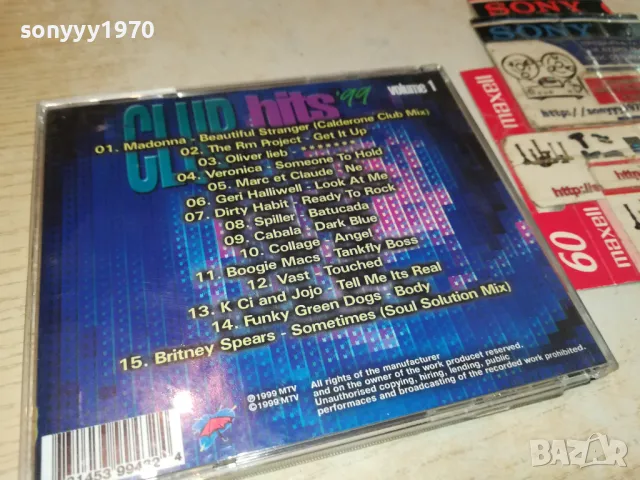 sonyyy1970
CLUB hits '99 volume 1
01. Madonna - Beautiful Stranger (Calderone Club Mix)
02. The Rm Project - Get It Up
03. Oliver lieb - *******
04. Veronica - Someone To Hold
05. Marc et Claude - Ne
06. Geri Halliwell - Look At Me
07. Dirty Habit - Ready To Rock
08. Spiller - Batucada
09. Cabala - Dark Blue
10. Collage - Angel
11. Boogie Macs - Tankfly Boss
12. Vast - Touched
13. K Ci and Jojo - Tell Me Its Real
14. Funky Green Dogs - Body
15. Britney Spears - Sometimes (Soul Solution Mix)
℗1999 MTV
©1999 MTV
All rights of the manufacturer
and on the owner of the work producet reserved.
Unauthorised copying, hiring, lending, public
performaces and broadcasting of the recorded work prohibited.
SONY
SONY
maxell
http://sonyy
http://
maxell
60
BAZAR